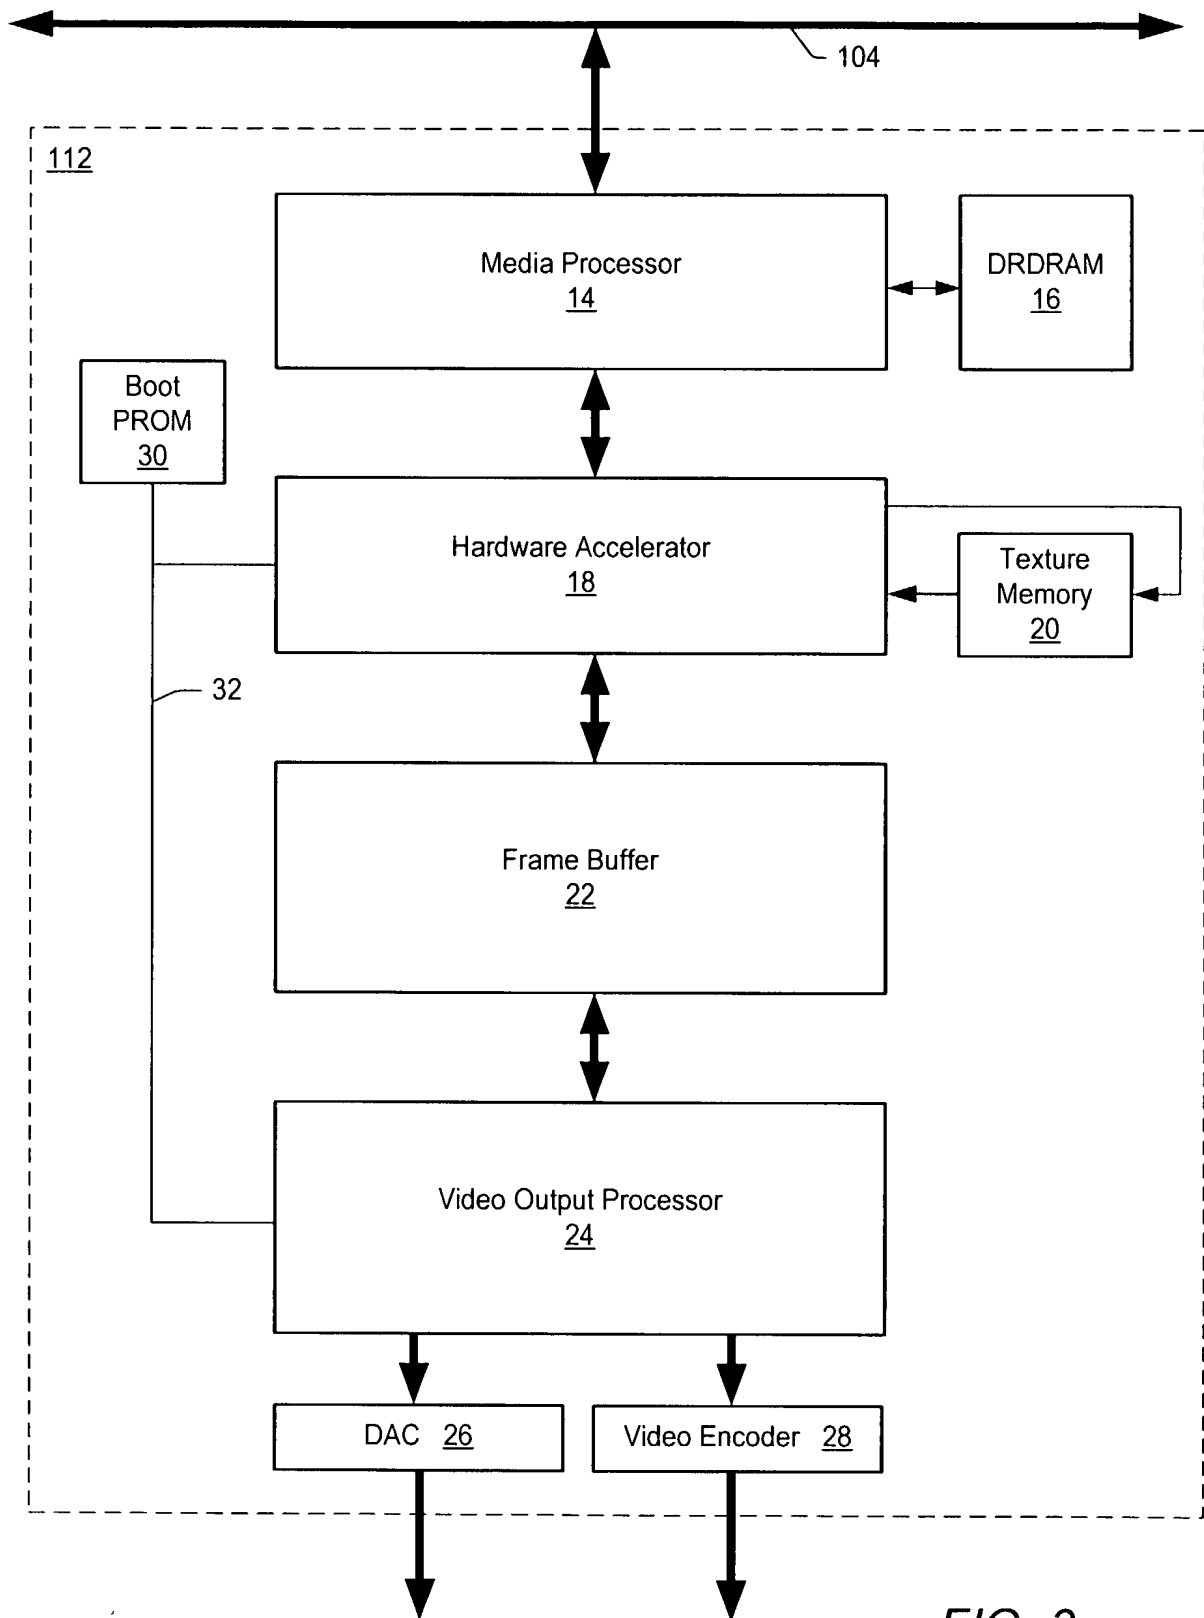 104
112
Media Processor
14
DRDRAM
16
Boot
PROM
30
Hardware Accelerator
18
Texture
Memory
20
32
Frame Buffer
22
Video Output Processor
24
DAC 26
Video Encoder 28